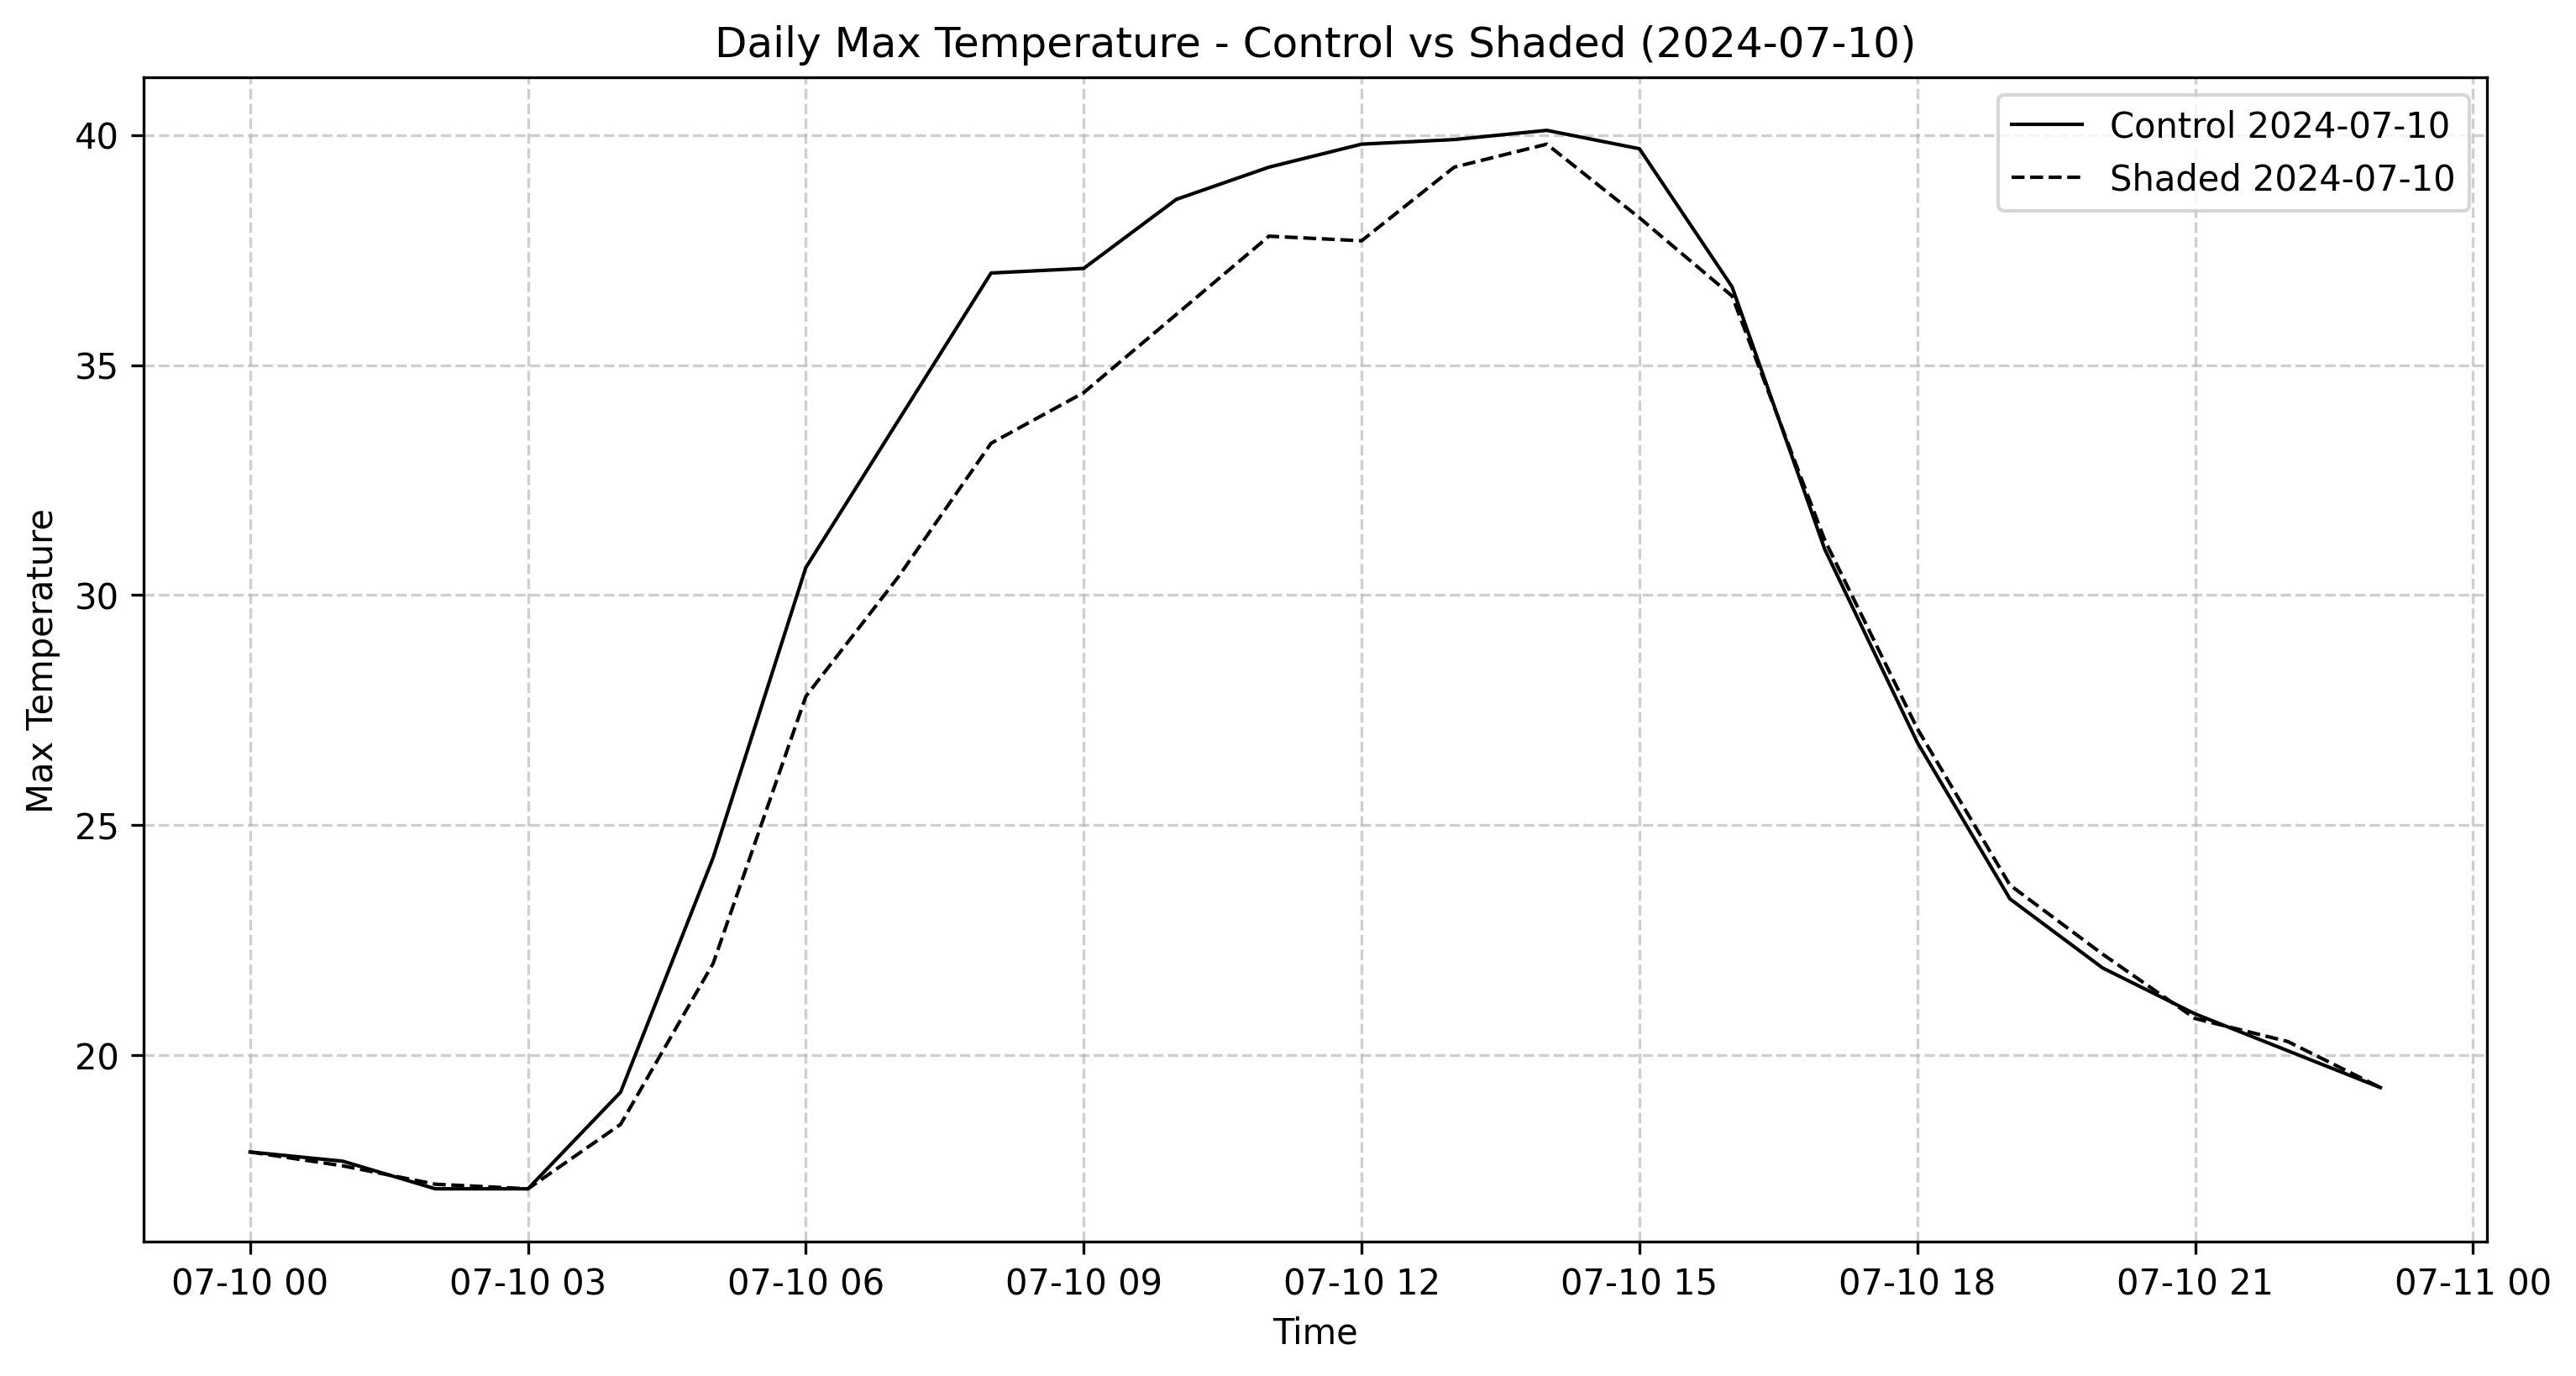 Daily Max Temperature - Control vs Shaded (2024-07-10)
Control 2024-07-10
Shaded 2024-07-10
Max Temperature
40
35
30
25
20
07-10 00 07-10 03 07-10 06 07-10 09 07-10 12 07-10 15 07-10 18 07-10 21 07-11 00
Time